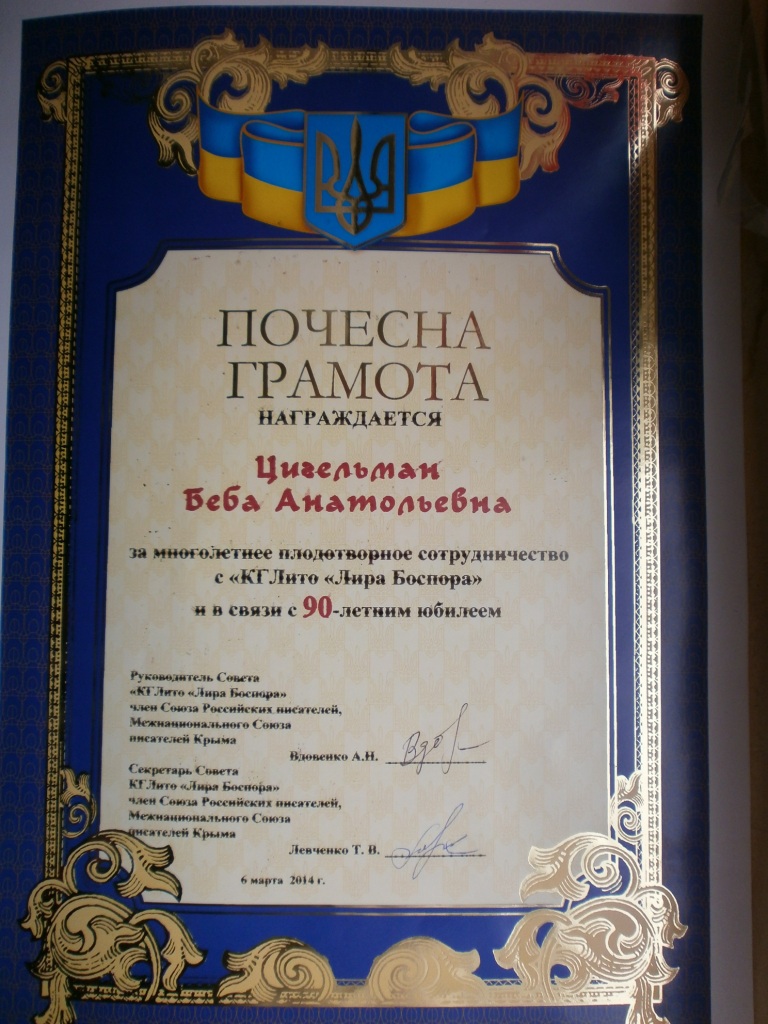 ПОЧЕСНА
ГРАМОТА
НАГРАЖДАЕТСЯ
Цигельман
Беба Анатольевна
за многолетнее плодотворное сотрудничество
с «КГЛито «Лира Боспора»
и в связи с 90-летним юбилеем
Руководитель Совета
«КГЛито «Лира Боспора»
член Союза Российских писателей,
Межнационального Союза
писателей Крыма
Вдовенко А.Н.
Секретарь Совета
КГЛито «Лира Боспора»
член Союза Российских писателей,
Межнационального Союза
писателей Крыма
Левченко Т. В.
6 марта 2014 г.